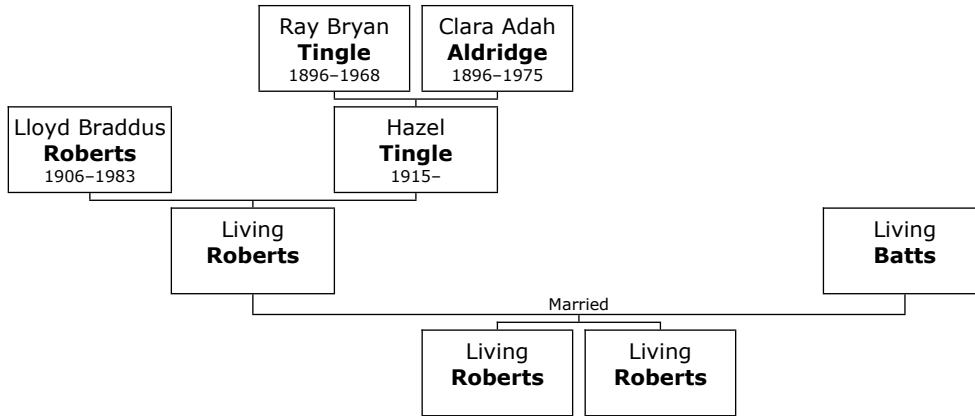 Ray Bryan
Tingle
1896–1968
Clara Adah
Aldridge
1896–1975
Lloyd Braddus
Roberts
1906–1983
Hazel
Tingle
1915–
Living
Roberts
Living
Batts
Married
Living
Roberts
Living
Roberts